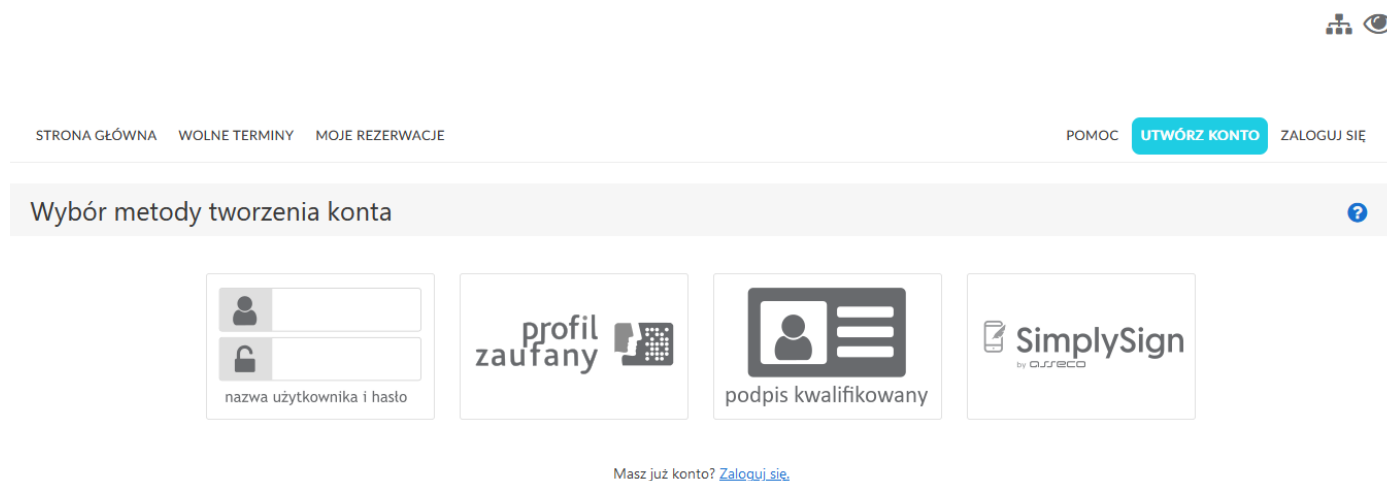 STRONA GŁÓWNA WOLNE TERMINY MOJE REZERWACJE POMOC UTWÓRZ KONTO ZALOGUJ SIĘ
Wybór metody tworzenia konta
nazwa użytkownika i hasło
profil
zaufany
podpis kwalifikowany
SimplySign
by asseco
Masz już konto? Zaloguj się.